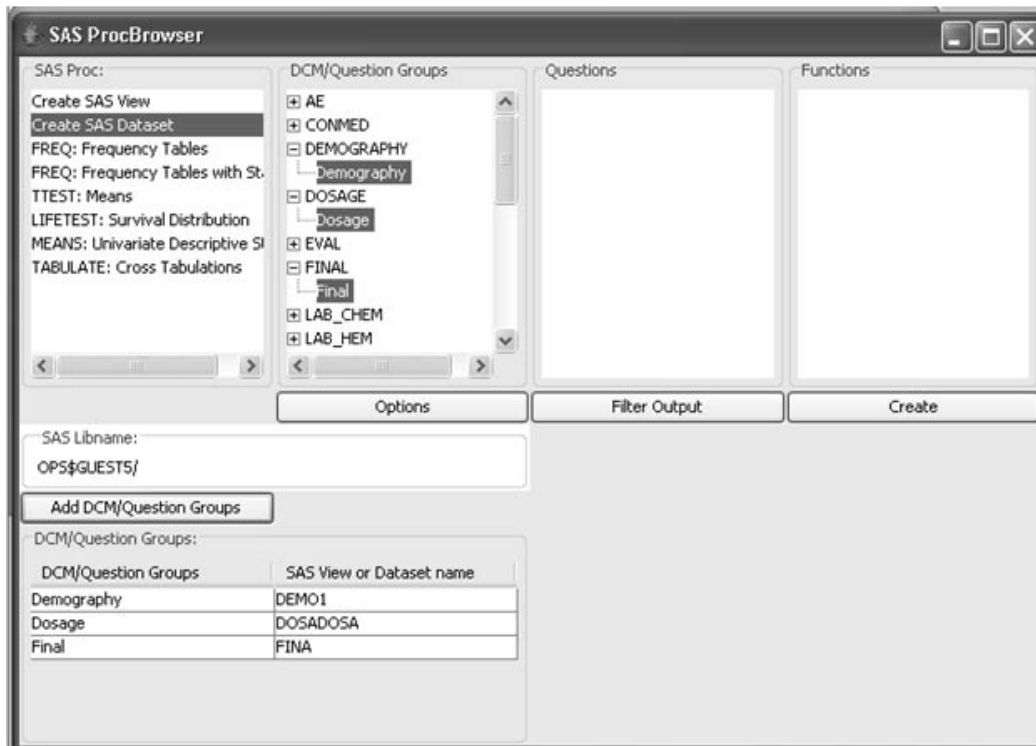 SAS ProcBrowser
SAS Proc:
Create SAS View
Create SAS Dataset
FREQ: Frequency Tables
FREQ: Frequency Tables with St
TTEST: Means
LIFETEST: Survival Distribution
MEANS: Univariate Descriptive
TABULATE: Cross Tabulations
DCM/Question Groups
AE
CONMED
DEMOGRAPHY
Demography
DOSAGE
Dosage
EVAL
FINAL
Final
LAB_CHEM
LAB_HEM
Questions
Functions
Options
Filter Output
Create
SAS Libname:
OPS$GUEST5/
Add DCM/Question Groups
DCM/Question Groups:
DCM/Question Groups SAS View or Dataset name
Demography DEMO1
Dosage DOSADOSA
Final FINA